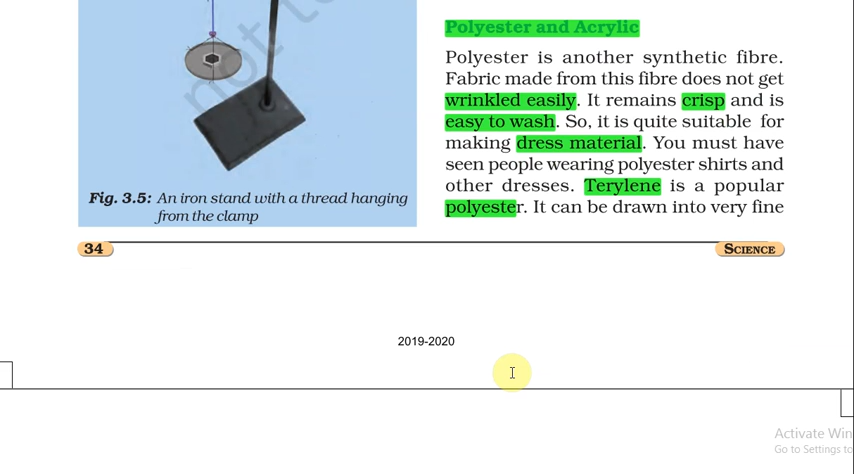 not to
Fig. 3.5: An iron stand with a thread hanging
from the clamp
Polyester and Acrylic
Polyester is another synthetic fibre.
Fabric made from this fibre does not get
wrinkled easily. It remains crisp and is
easy to wash. So, it is quite suitable for
making dress material. You must have
seen people wearing polyester shirts and
other dresses. Terylene is a popular
polyester. It can be drawn into very fine
34
SCIENCE
2019-2020
Activate Win
Go to Settings to